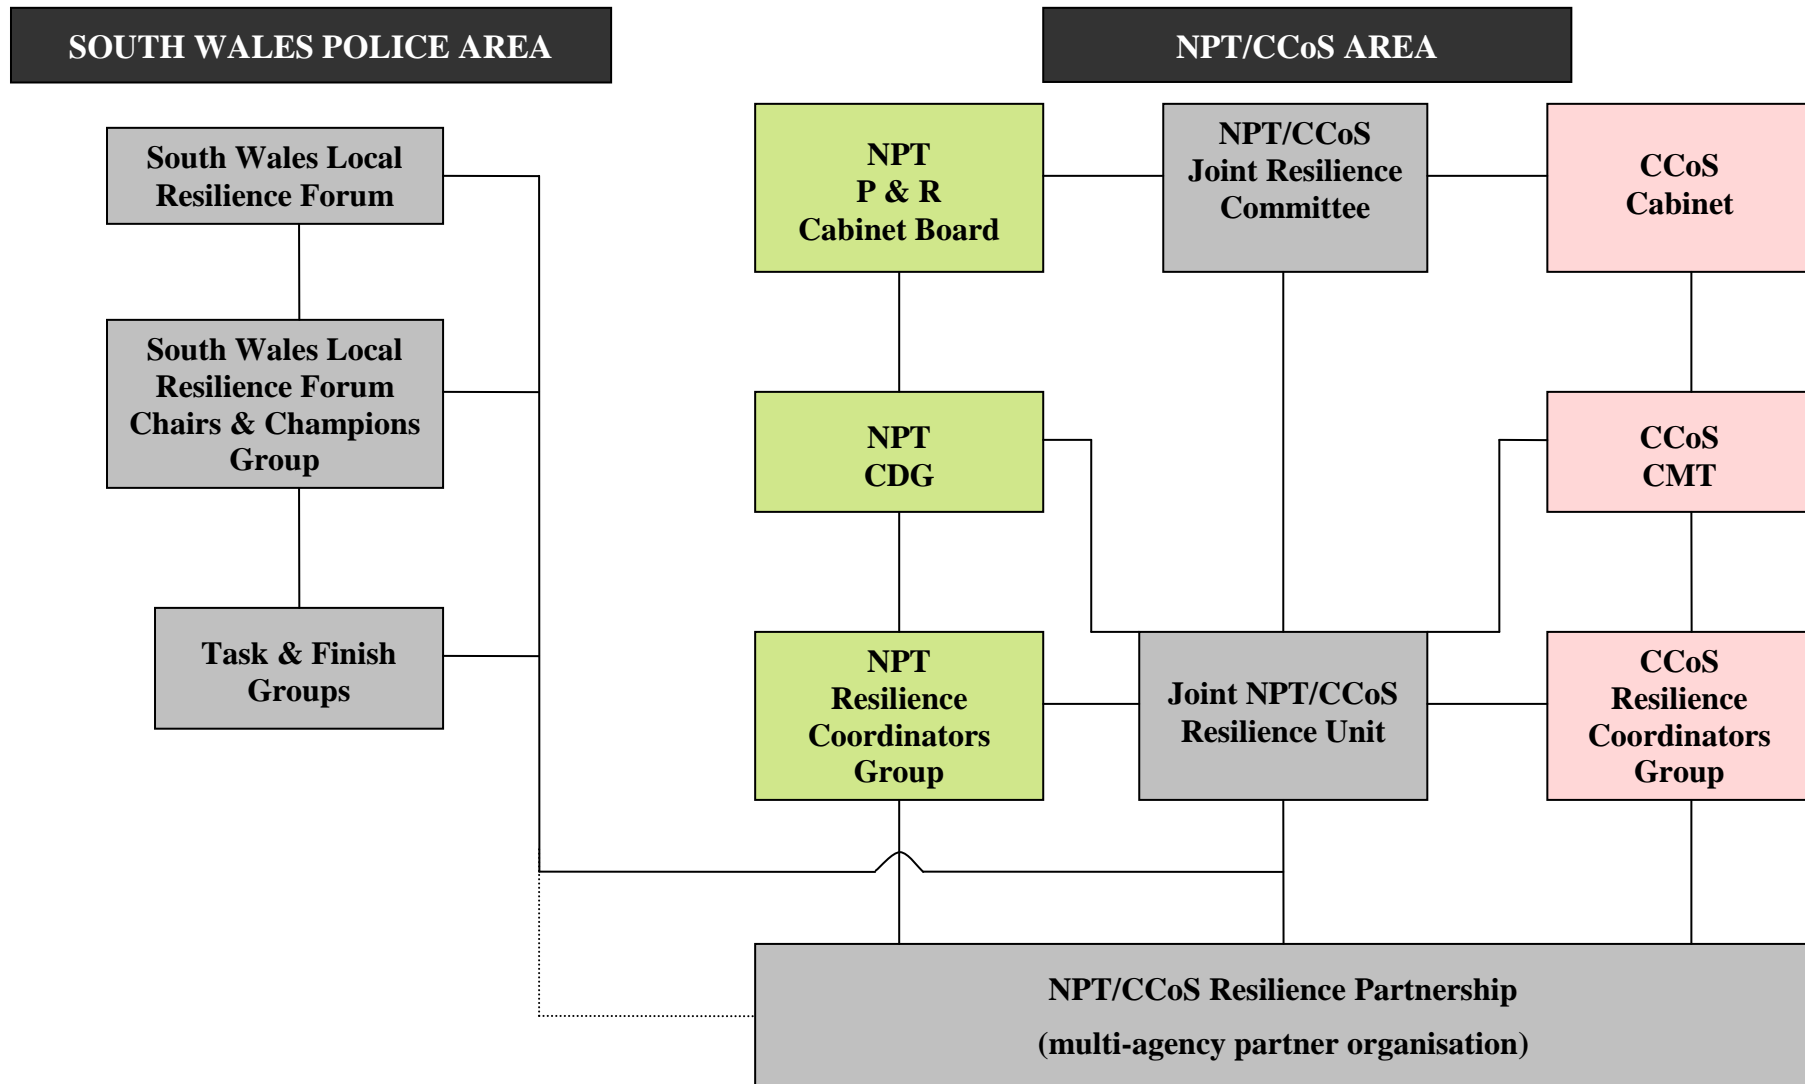 SOUTH WALES POLICE AREA
South Wales Local
Resilience Forum
South Wales Local
Resilience Forum
Chairs & Champions
Group
Task & Finish
Groups
NPT/CCoS AREA
NPT
P & R
Cabinet Board
NPT/CCoS
Joint Resilience
Committee
CCoS
Cabinet
NPT
CDG
CCoS
CMT
NPT
Resilience
Coordinators
Group
Joint NPT/CCoS
Resilience Unit
CCoS
Resilience
Coordinators
Group
NPT/CCoS Resilience Partnership
(multi-agency partner organisation)